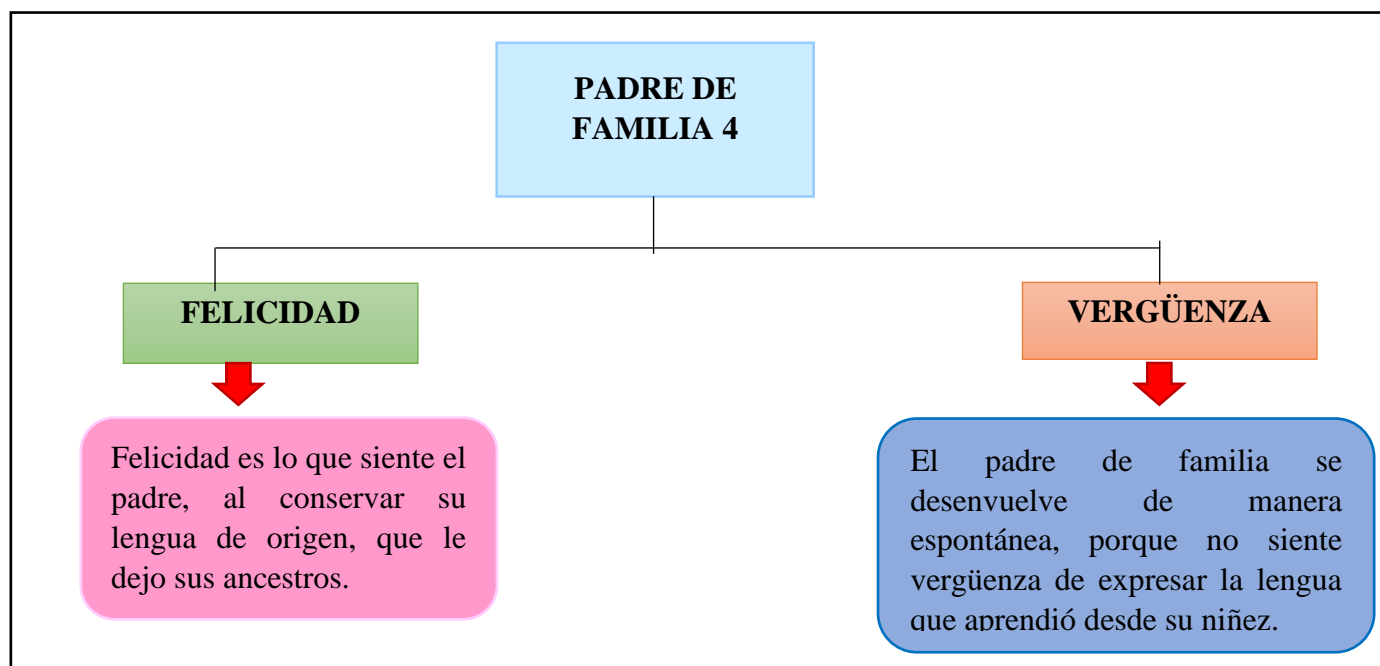 PADRE DE
FAMILIA 4
FELICIDAD
VERGÜENZA
Felicidad es lo que siente el
padre, al conservar su
lengua de origen, que le
dejo sus ancestros.
El padre de familia se
desenvuelve de manera
espontánea, porque no siente
vergüenza de expresar la lengua
que aprendió desde su niñez.